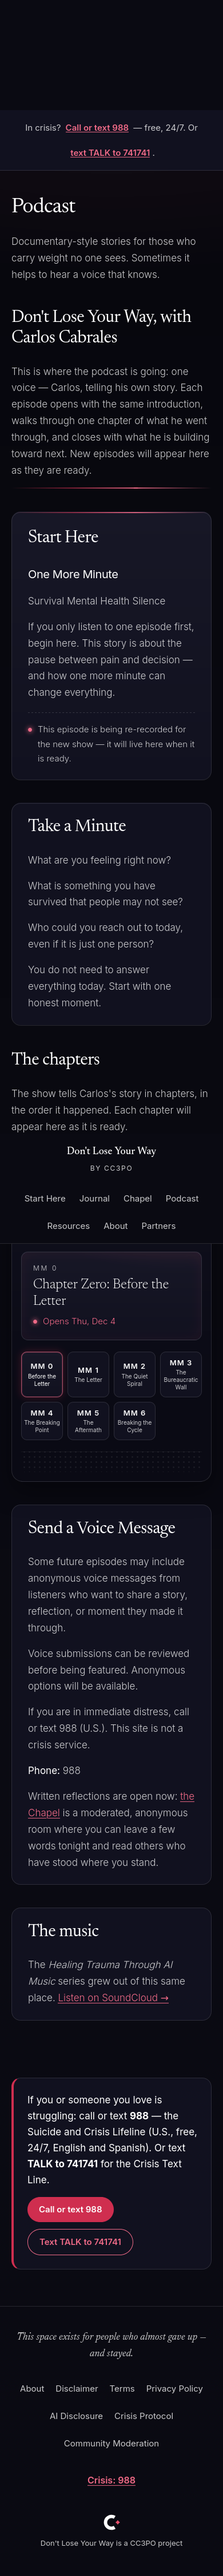 In crisis? Call or text 988 — free, 24/7. Or
text TALK to 741741 .
Podcast
Documentary-style stories for those who
carry weight no one sees. Sometimes it
helps to hear a voice that knows.
Don't Lose Your Way, with
Carlos Cabrales
This is where the podcast is going: one
voice — Carlos, telling his own story. Each
episode opens with the same introduction,
walks through one chapter of what he went
through, and closes with what he is building
toward next. New episodes will appear here
as they are ready.
Start Here
One More Minute
Survival Mental Health Silence
If you only listen to one episode first,
begin here. This story is about the
pause between pain and decision —
and how one more minute can
change everything.
This episode is being re-recorded for
the new show — it will live here when it
is ready.
Take a Minute
What are you feeling right now?
What is something you have
survived that people may not see?
Who could you reach out to today,
even if it is just one person?
You do not need to answer
everything today. Start with one
honest moment.
The chapters
The show tells Carlos's story in chapters, in
the order it happened. Each chapter will
appear here as it is ready.
Don't Lose Your Way
BY CC3PO
Start Here Journal Chapel Podcast
Resources About Partners
MM 0
Chapter Zero: Before the
Letter
Opens Thu, Dec 4
MM 0
Before the
Letter
MM 1
The Letter
MM 2
The Quiet
Spiral
MM 3
The
Bureaucratic
Wall
MM 4
The Breaking
Point
MM 5
The
Aftermath
MM 6
Breaking the
Cycle
Send a Voice Message
Some future episodes may include
anonymous voice messages from
listeners who want to share a story,
reflection, or moment they made it
through.
Voice submissions can be reviewed
before being featured. Anonymous
options will be available.
If you are in immediate distress, call
or text 988 (U.S.). This site is not a
crisis service.
Phone: 988
Written reflections are open now: the
Chapel is a moderated, anonymous
room where you can leave a few
words tonight and read others who
have stood where you stand.
The music
The Healing Trauma Through AI
Music series grew out of this same
place. Listen on SoundCloud →
If you or someone you love is
struggling: call or text 988 — the
Suicide and Crisis Lifeline (U.S., free,
24/7, English and Spanish). Or text
TALK to 741741 for the Crisis Text
Line.
Call or text 988
Text TALK to 741741
This space exists for people who almost gave up —
and stayed.
About Disclaimer Terms Privacy Policy
AI Disclosure Crisis Protocol
Community Moderation
Crisis: 988
Don't Lose Your Way is a CC3PO project